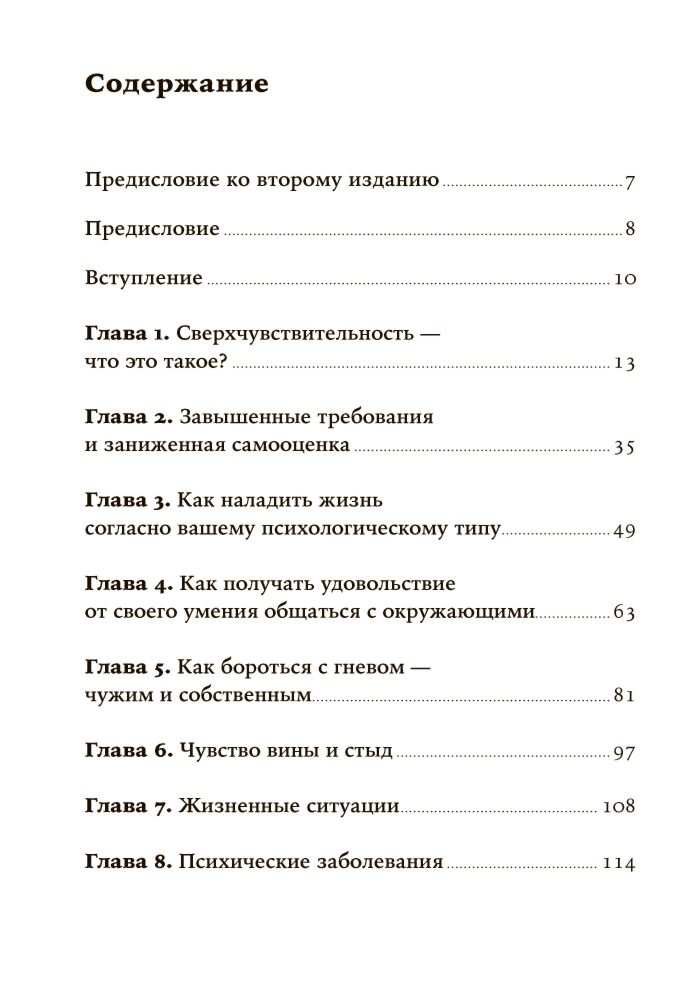 Содержание
Предисловие ко второму изданию 7
Предисловие 8
Вступление 10
Глава 1. Сверхчувствительность —
что это такое? 13
Глава 2. Завышенные требования
и заниженная самооценка 35
Глава 3. Как наладить жизнь
согласно вашему психологическому типу 49
Глава 4. Как получать удовольствие
от своего умения общаться с окружающими 63
Глава 5. Как бороться с гневом —
чужим и собственным 81
Глава 6. Чувство вины и стыд 97
Глава 7. Жизненные ситуации 108
Глава 8. Психические заболевания 114